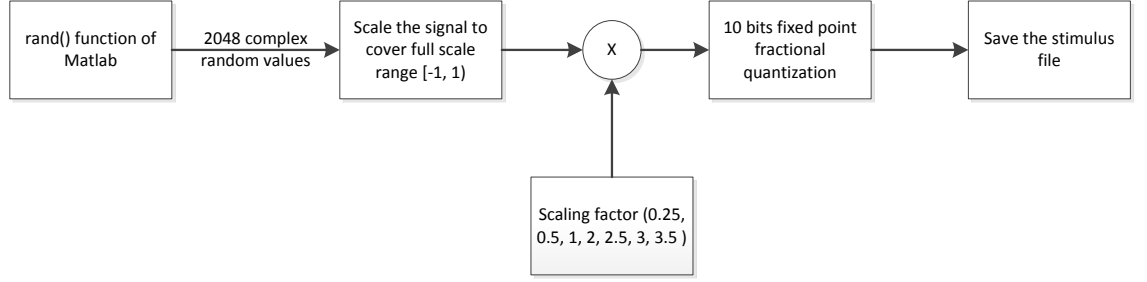 rand() function of
Matlab
2048 complex
random values
Scale the signal to
cover full scale
range [-1, 1)
X
10 bits fixed point
fractional
quantization
Save the stimulus
file
Scaling factor (0.25,
0.5, 1, 2, 2.5, 3, 3.5 )